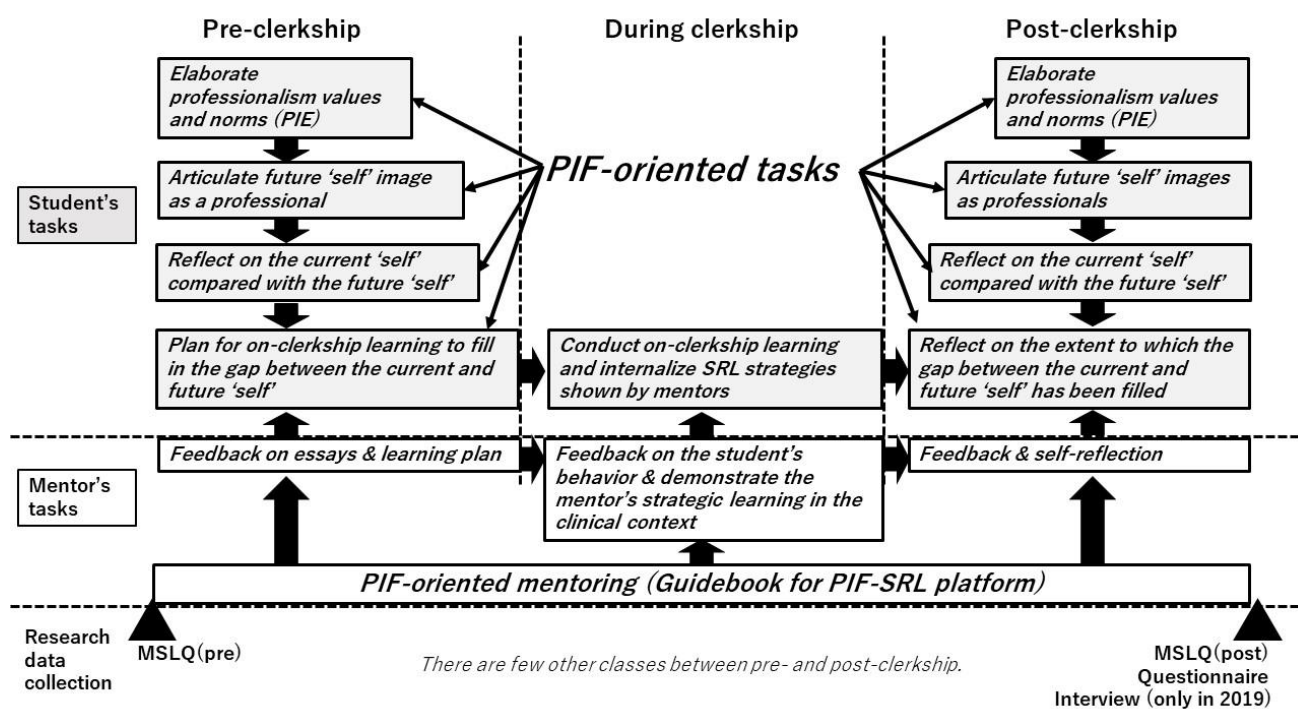 Pre-clerkship
During clerkship
Post-clerkship
Elaborate
professionalism values
and norms (PIE)
Elaborate
professionalism values
and norms (PIE)
PIF-oriented tasks
Student's
tasks
Articulate future ‘self’ image
as a professional
Articulate future ‘self’ images
as professionals
Reflect on the current ‘self’
compared with the future ‘self’
Reflect on the current ‘self’
compared with the future ‘self’
Plan for on-clerkship learning to fill
in the gap between the current and
future ‘self’
Conduct on-clerkship learning
and internalize SRL strategies
shown by mentors
Reflect on the extent to which the
gap between the current and
future ‘self’ has been filled
Mentor's
tasks
Feedback on essays & learning plan
Feedback on the student's
behavior & demonstrate the
mentor's strategic learning in the
clinical context
Feedback & self-reflection
PIF-oriented mentoring (Guidebook for PIF-SRL platform)
Research
data
collection
MSLQ(pre)
There are few other classes between pre- and post-clerkship.
MSLQ(post)
Questionnaire
Interview (only in 2019)